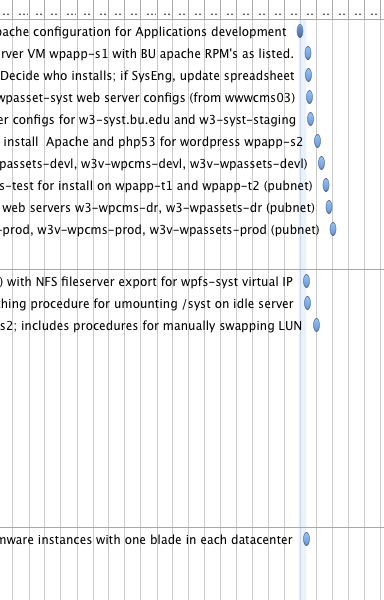 ache configuration for Applications development
rver VM wpapp-s1 with BU apache RPM's as listed.
Decide who installs; if SysEng, update spreadsheet
wpasset-syst web server configs (from wwwcms03)
er configs for w3-syst.bu.edu and w3-syst-staging
install Apache and php53 for wordpress wpapp-s2
passets-devl, w3v-wpcms-devl, w3v-wpassets-devl)
s-test for install on wpapp-t1 and wpapp-t2 (pubnet)
web servers w3-wpcms-dr, w3-wpassets-dr (pubnet)
-prod, w3v-wpcms-prod, w3v-wpassets-prod (pubnet)
) with NFS fileserver export for wpfs-syst virtual IP
hing procedure for umounting /syst on idle server
s2; includes procedures for manually swapping LUN
mware instances with one blade in each datacenter